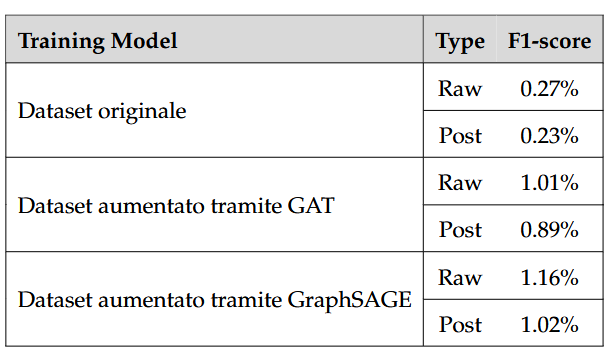 Training Model Type F1-score
Dataset originale Raw 0.27%
Post 0.23%
Dataset aumentato tramite GAT Raw 1.01%
Post 0.89%
Dataset aumentato tramite GraphSAGE Raw 1.16%
Post 1.02%